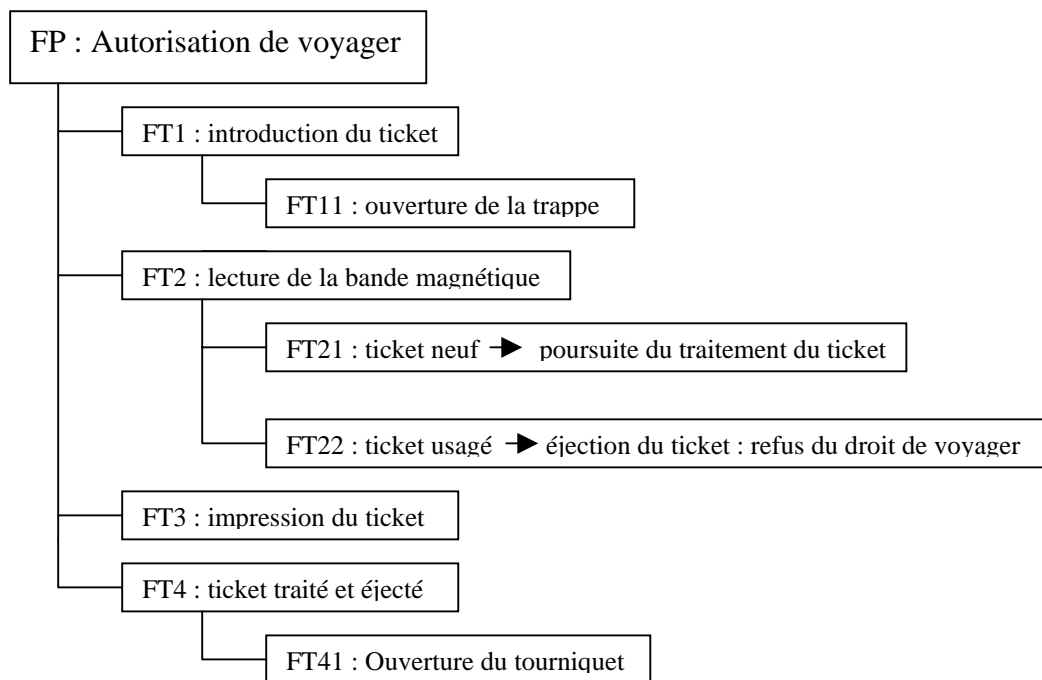 FP : Autorisation de voyager
FT1 : introduction du ticket
FT11 : ouverture de la trappe
FT2 : lecture de la bande magnétique
FT21 : ticket neuf → poursuite du traitement du ticket
FT22 : ticket usagé → éjection du ticket : refus du droit de voyager
FT3 : impression du ticket
FT4 : ticket traité et éjecté
FT41 : Ouverture du tourniquet